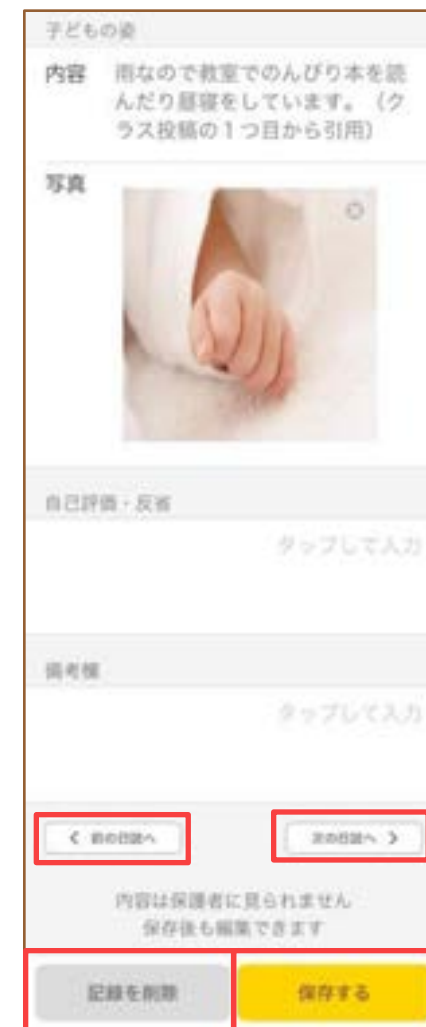 子どもの姿
内容 雨なので教室でのんびり本を読
んだり昼寝をしています。（ク
ラス投稿の１つ目から引用）
写真
自己評価・反省
タップして入力
備考欄
タップして入力
前の日誌へ 次の日誌へ
内容は保護者に見られません
保存後も編集できます
記録を削除 保存する